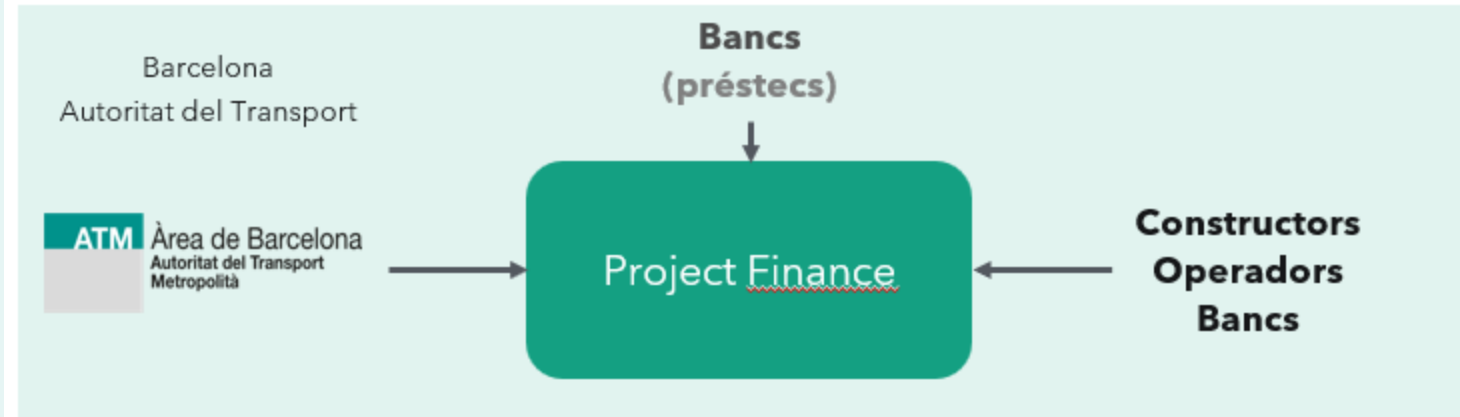 Barcelona
Autoritat del Transport
ATM
Àrea de Barcelona
Autoritat del Transport
Metropolità
Bancs
(préstecs)
Project Finance
Constructors
Operadors
Bancs